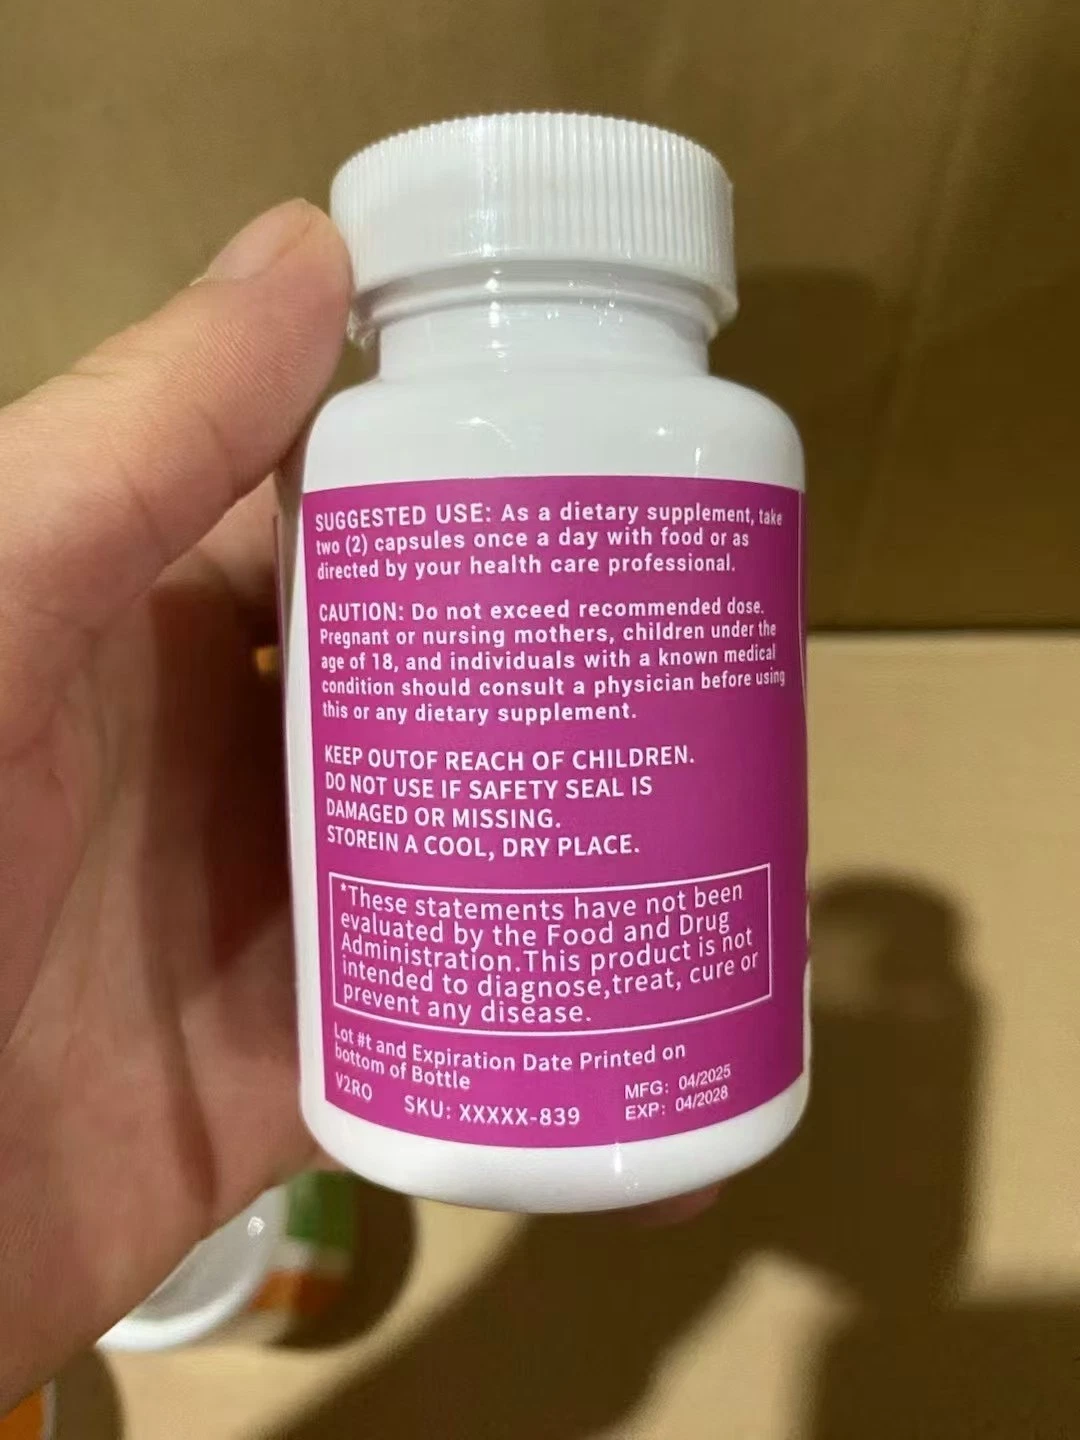 SUGGESTED USE: As a dietary supplement, take
two (2) capsules once a day with food or as
directed by your health care professional.
CAUTION: Do not exceed recommended dose.
Pregnant or nursing mothers, children under the
age of 18, and individuals with a known medical
condition should consult a physician before using
this or any dietary supplement.
KEEP OUTOF REACH OF CHILDREN.
DO NOT USE IF SAFETY SEAL IS
DAMAGED OR MISSING.
STOREIN A COOL, DRY PLACE.
*These statements have not been
evaluated by the Food and Drug
Administration.This product is not
intended to diagnose,treat, cure or
prevent any disease.
Lot #t and Expiration Date Printed on
bottom of Bottle
V2RO SKU: XXXXX-839
MFG: 04/2025
EXP: 04/2028